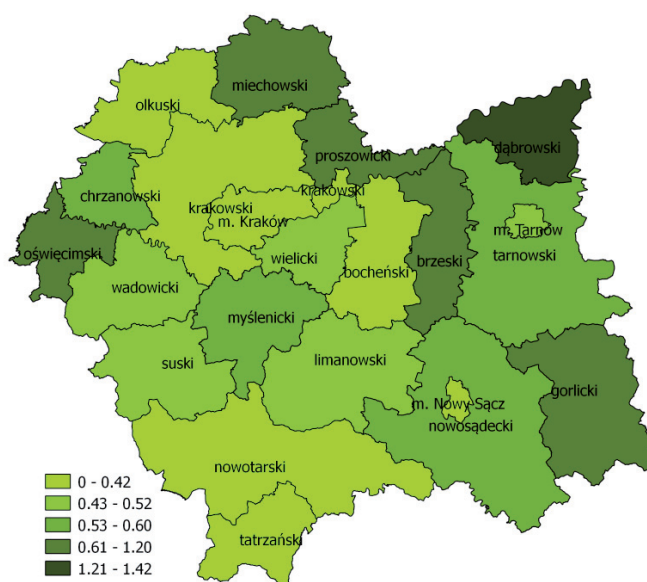 olkuski
miechowski
proszowicki
dąbrowski
chrzanowski
krakowski
krakowski
m. Kraków
m. Tarnów
tarnowski
oświęcimski
wielicki
bocheński
brzeski
wadowicki
myślenicki
suski
limanowski
gorlicki
m. Nowy-Sącz
nowosądecki
nowotarski
tatrzański
0 - 0.42
0.43 - 0.52
0.53 - 0.60
0.61 - 1.20
1.21 - 1.42